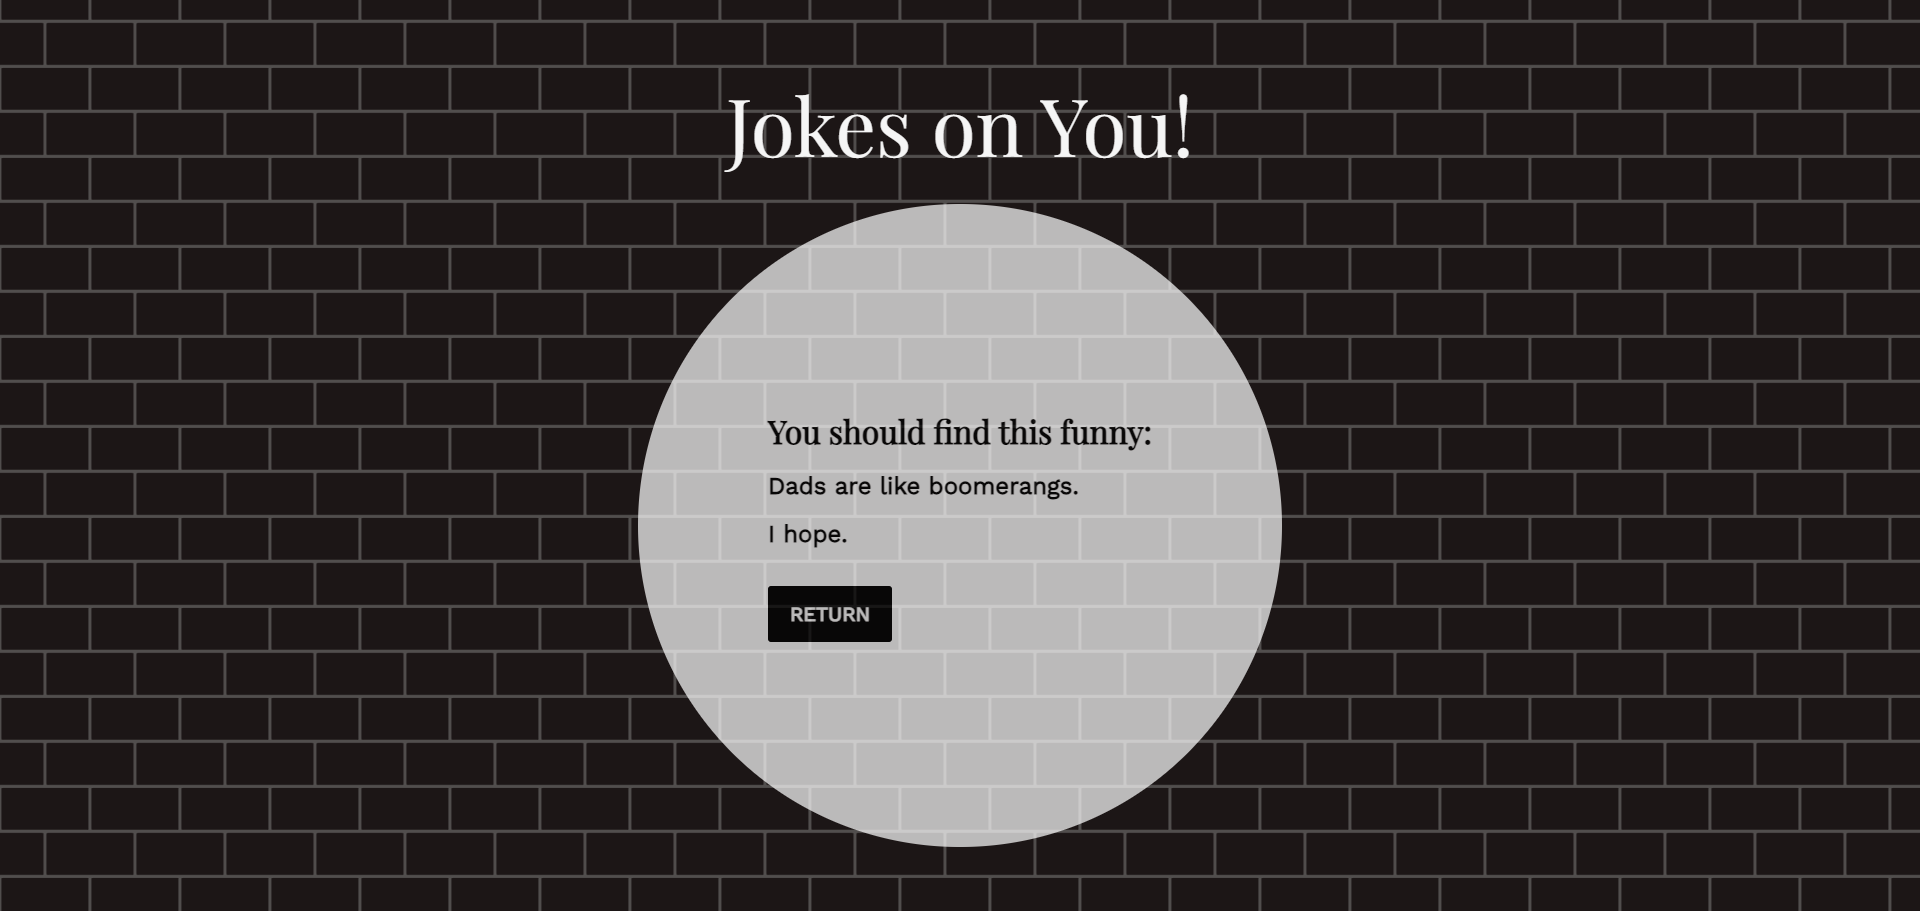 Jokes on You!
You should find this funny:
Dads are like boomerangs.
I hope.
RETURN